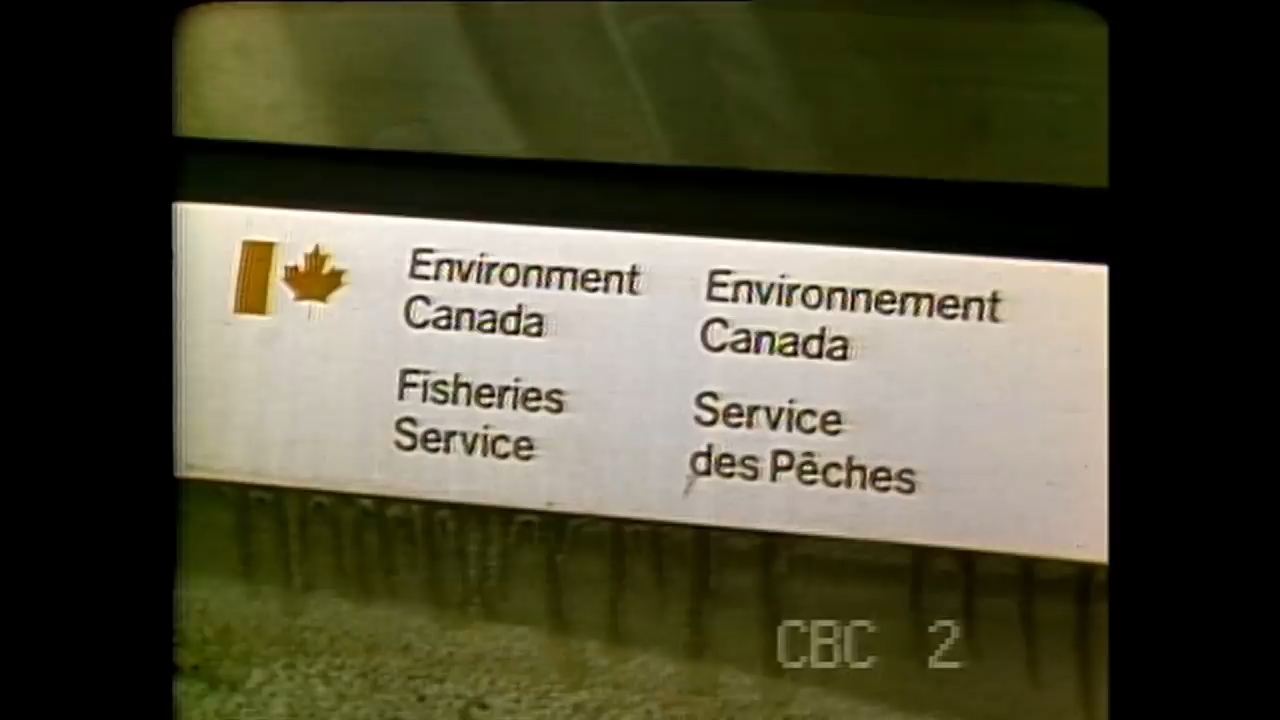 Environment
Canada
Fisheries
Service
Environnement
Canada
Service
des Pêches
CBC 2